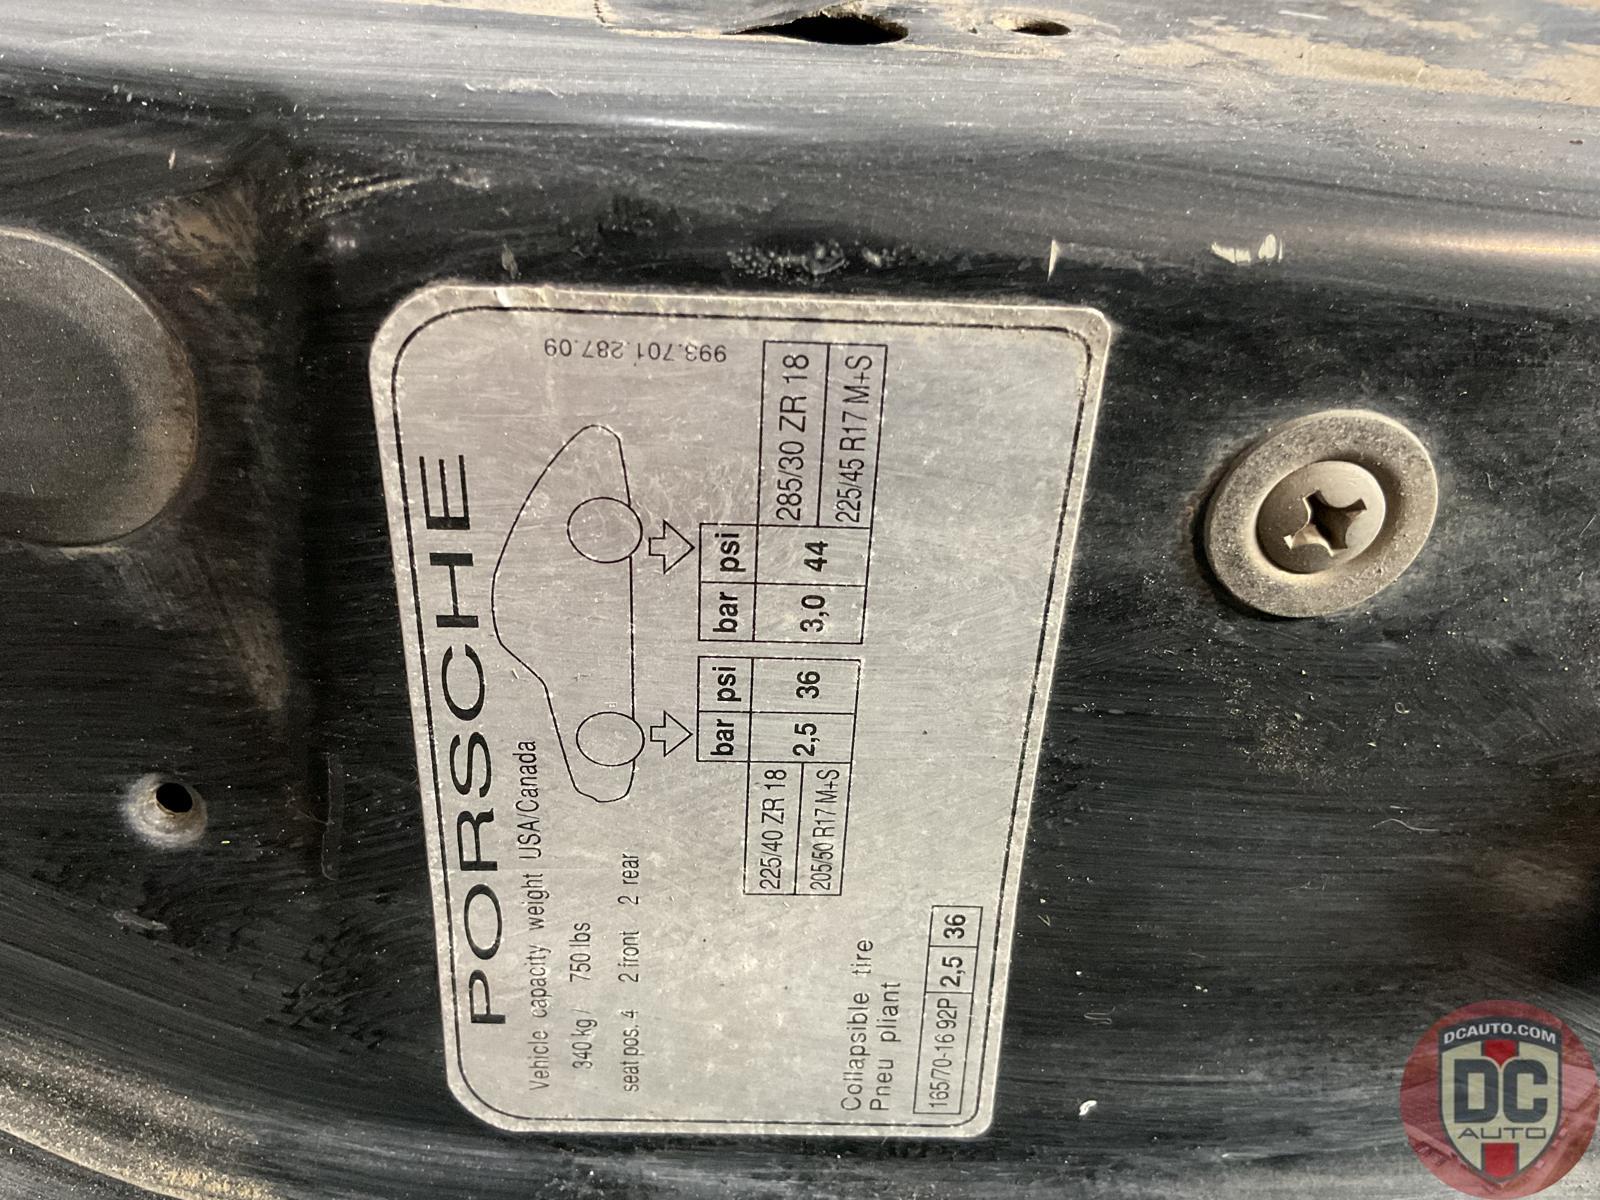 PORSCHE
993.701.287.09
Vehicle capacity weight USA/Canada
340 kg / 750 lbs
seat pos. 4 2 front 2 rear
bar psi bar psi
225/40 ZR 18 2,5 36 3,0 44 285/30 ZR 18
205/50 R17 M+S 225/45 R17 M+S
Collapsible tire
Pneu pliant
165/70-16 92P 2,5 36
DCAUTO.COM
DC
AUTO